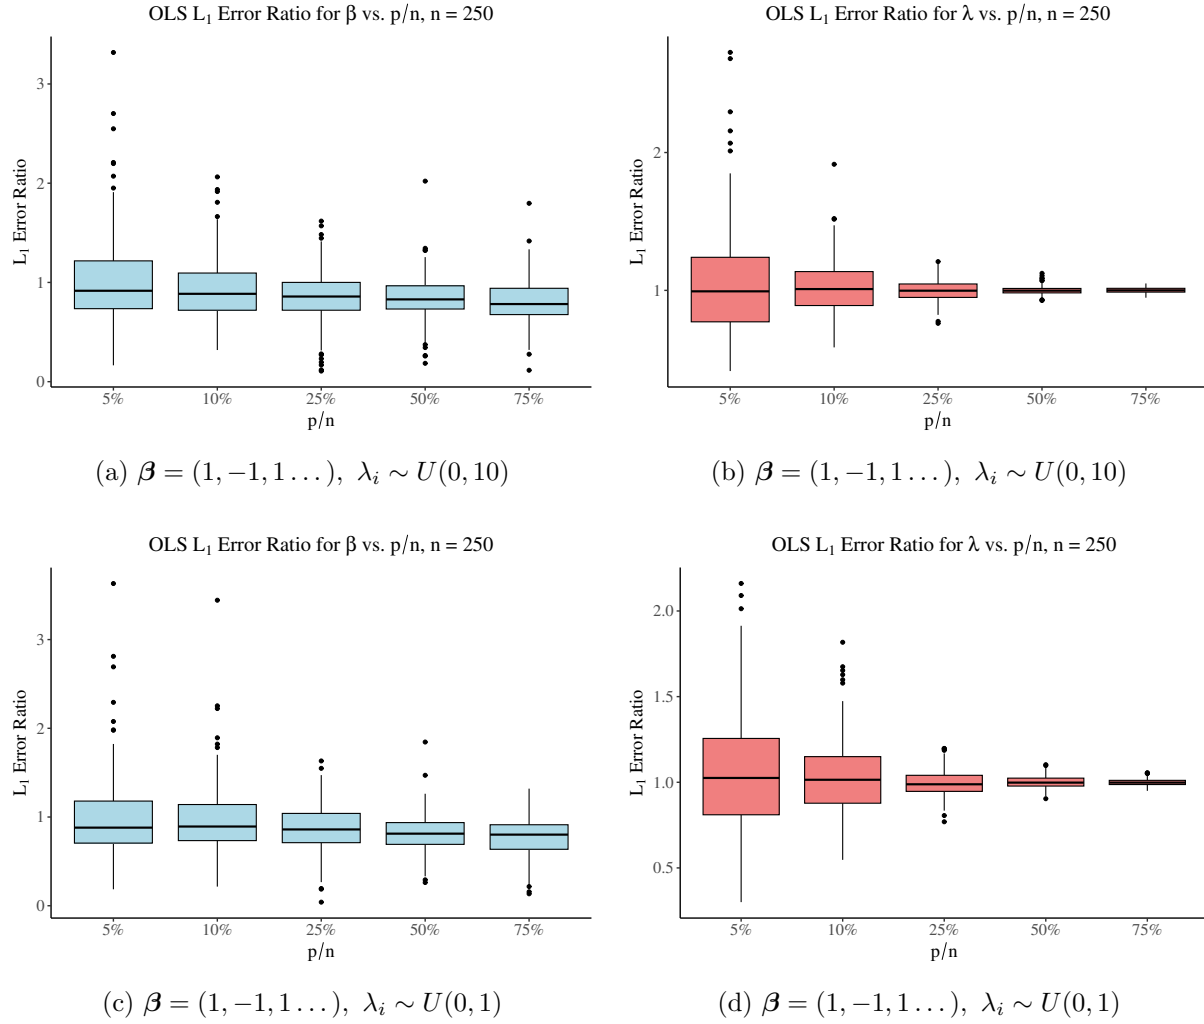 OLS L₁ Error Ratio for β vs. p/n, n = 250
L₁ Error Ratio
3
2
1
0
5% 10% 25% 50% 75%
p/n
(a) β = (1, −1, 1 . . .), λᵢ ∼ U(0, 10)
OLS L₁ Error Ratio for λ vs. p/n, n = 250
L₁ Error Ratio
2
1
5% 10% 25% 50% 75%
p/n
(b) β = (1, −1, 1 . . .), λᵢ ∼ U(0, 10)
OLS L₁ Error Ratio for β vs. p/n, n = 250
L₁ Error Ratio
3
2
1
0
5% 10% 25% 50% 75%
p/n
(c) β = (1, −1, 1 . . .), λᵢ ∼ U(0, 1)
OLS L₁ Error Ratio for λ vs. p/n, n = 250
L₁ Error Ratio
2.0
1.5
1.0
0.5
5% 10% 25% 50% 75%
p/n
(d) β = (1, −1, 1 . . .), λᵢ ∼ U(0, 1)